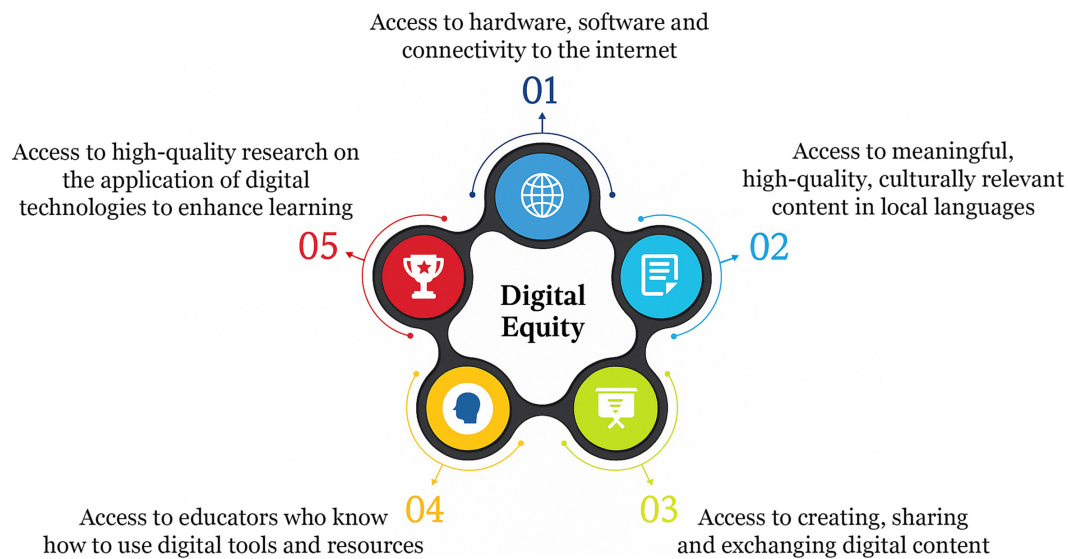 Access to hardware, software and
connectivity to the internet
01
Access to meaningful,
high-quality, culturally relevant
content in local languages
02
Access to creating, sharing
and exchanging digital content
03
Access to educators who know
how to use digital tools and resources
04
Access to high-quality research on
the application of digital
technologies to enhance learning
05
Digital
Equity